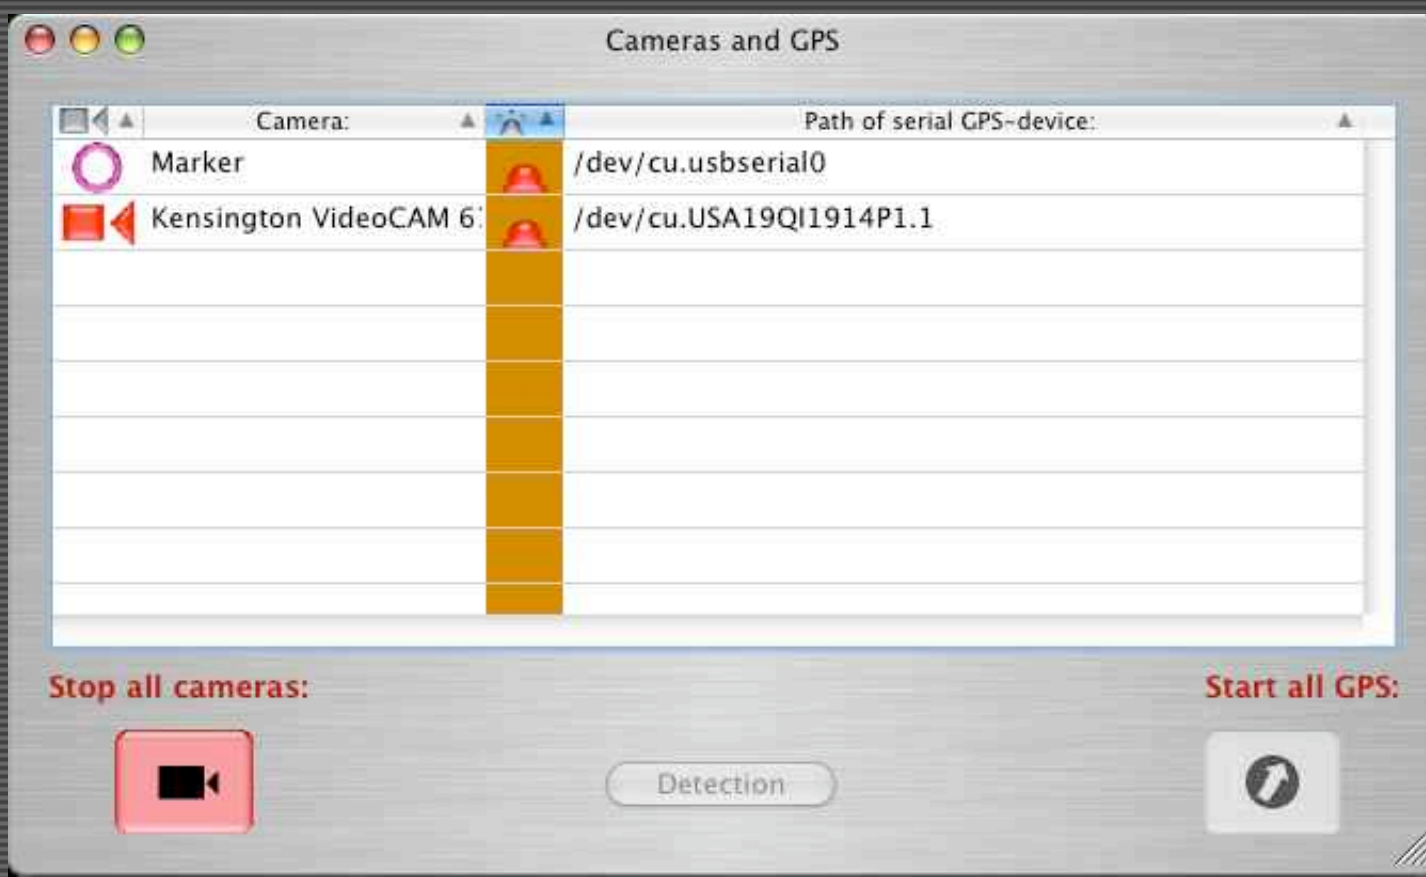 Cameras and GPS
Camera: Path of serial GPS-device:
Marker /dev/cu.usbserial0
Kensington VideoCAM /dev/cu.USA19QI1914P1.1
Stop all cameras: Start all GPS:
Detection